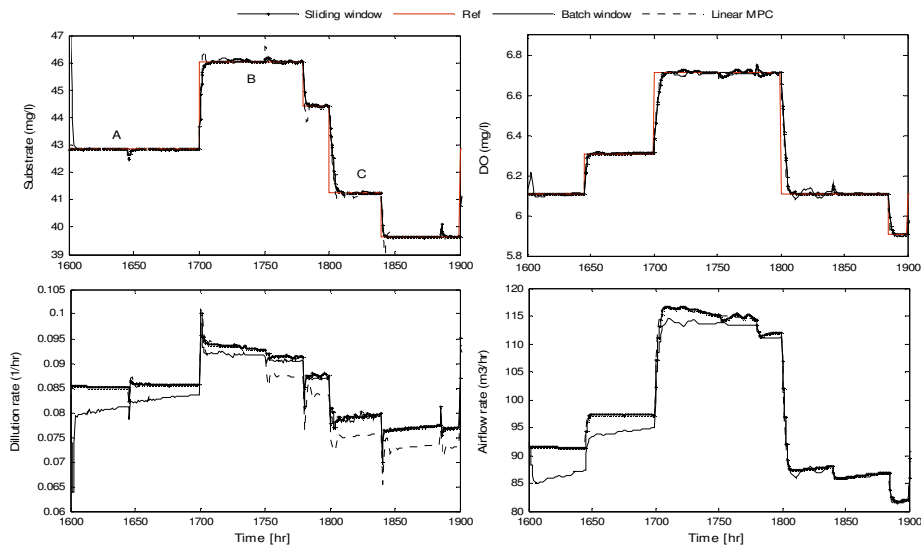 Sliding window Ref Batch window Linear MPC
47
46
45
44
43
42
41
40
39
Substrate (mg/l)
A
B
C
1600 1650 1700 1750 1800 1850 1900
6.8
6.6
6.4
6.2
6
5.8
DO (mg/l)
1600 1650 1700 1750 1800 1850 1900
0.105
0.1
0.095
0.09
0.085
0.08
0.075
0.07
0.065
0.06
Dillution rate (1/hr)
1600 1650 1700 1750 1800 1850 1900
Time [hr]
120
115
110
105
100
95
90
85
80
Airflow rate (m3/hr)
1600 1650 1700 1750 1800 1850 1900
Time [hr]